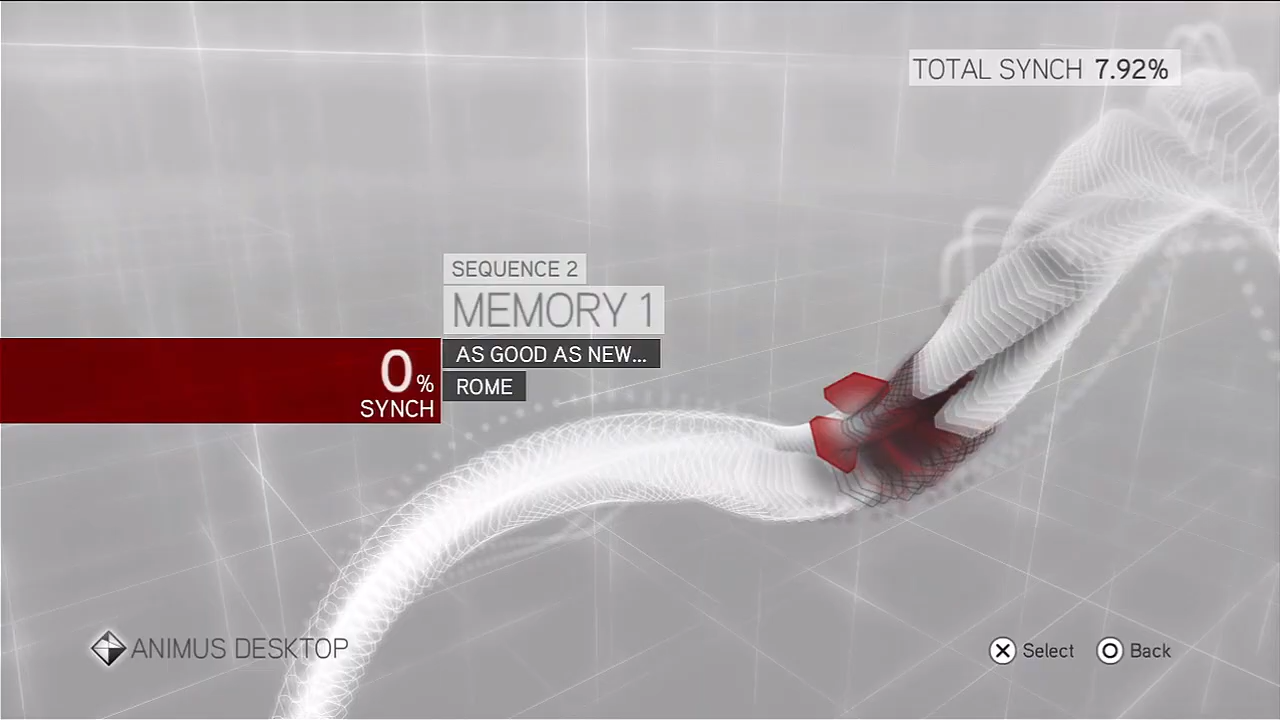 TOTAL SYNCH 7.92%
SEQUENCE 2
MEMORY 1
AS GOOD AS NEW...
ROME
0%
SYNCH
ANIMUS DESKTOP
Select
Back